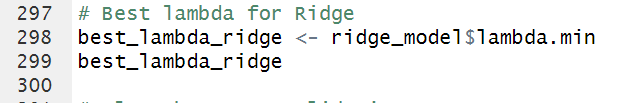 297 # Best lambda for Ridge
298 best_lambda_ridge <- ridge_model$lambda.min
299 best_lambda_ridge
300